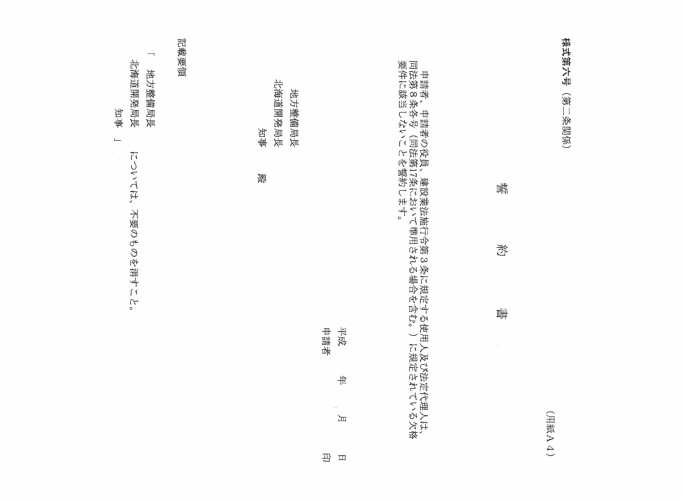 様式第六号（第二条関係）
（用紙Ａ４）
誓約書
申請者、申請者の役員、建設業法施行令第３条に規定する使用人及び法定代理人は、
同法第８条各号（同法第17条において準用される場合を含む。）に規定されている欠格
要件に該当しないことを誓約します。
平成　　年　　月　　日
申請者　　印
地方整備局長
北海道開発局長
知事　殿
記載要領
「　地方整備局長
北海道開発局長　については、不要のものを消すこと。
知事　」